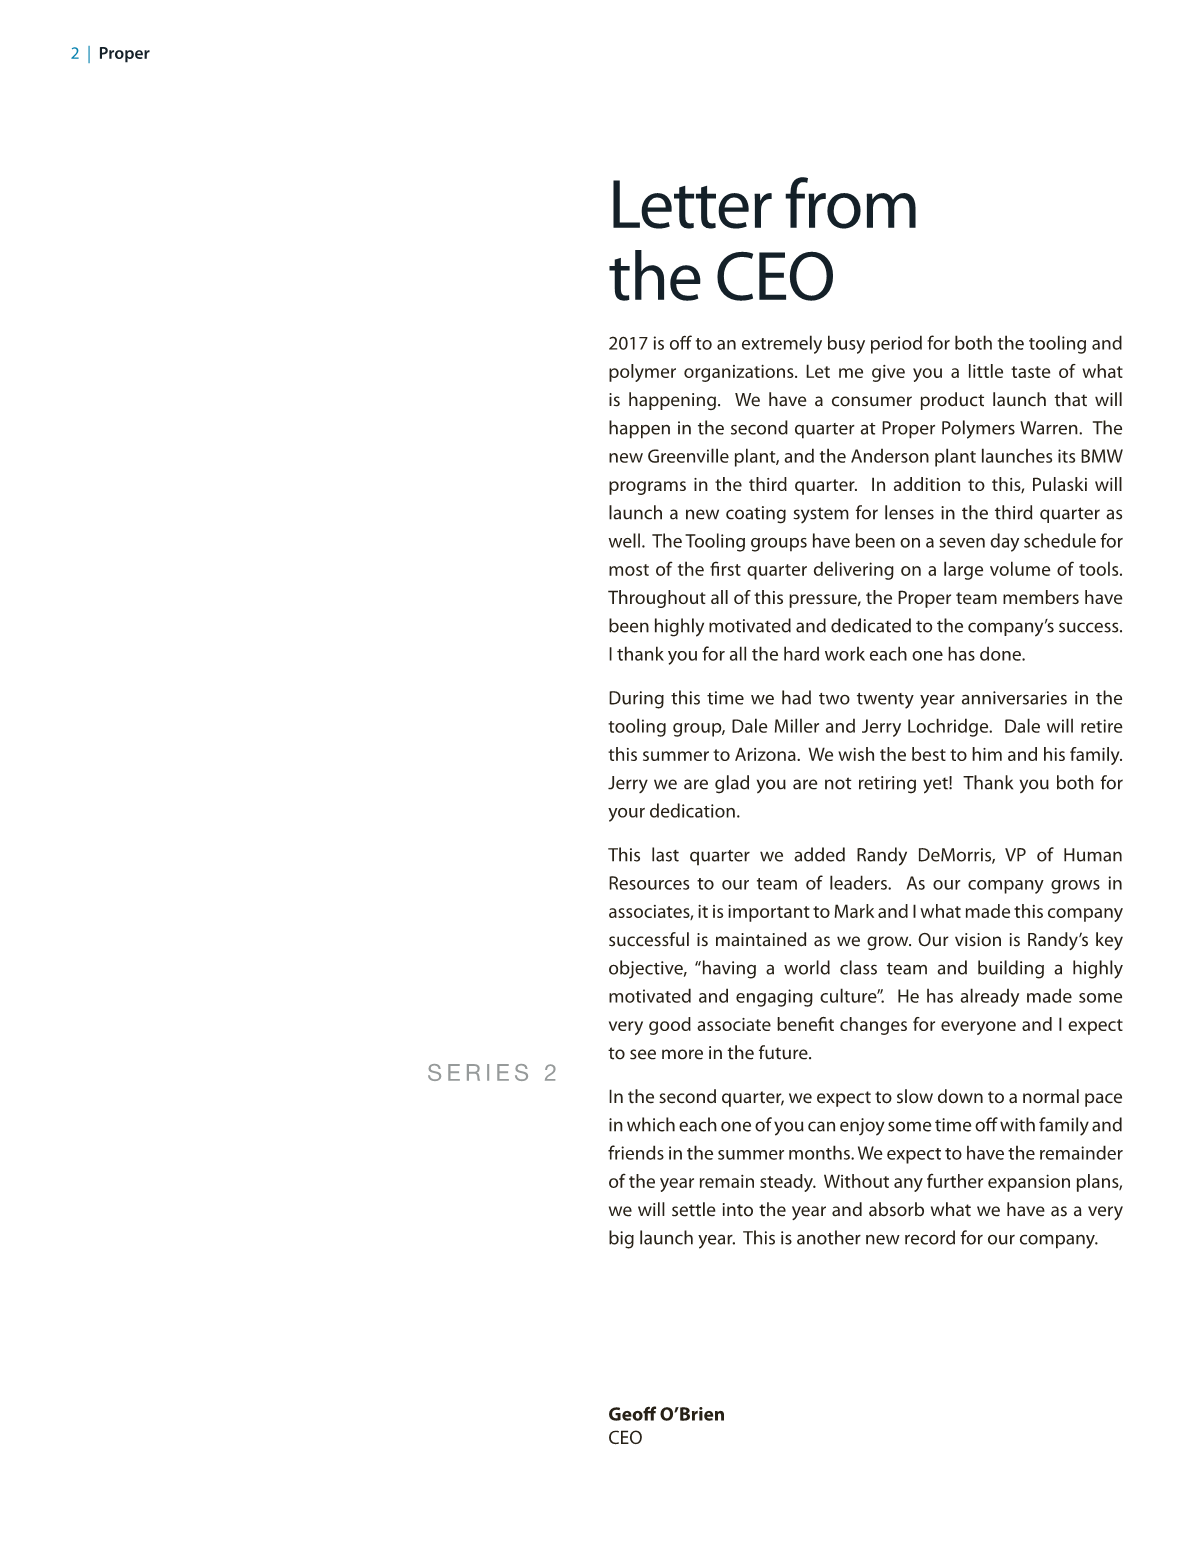 2 | Proper
Letter from
the CEO
2017 is off to an extremely busy period for both the tooling and
polymer organizations. Let me give you a little taste of what
is happening.  We have a consumer product launch that will
happen in the second quarter at Proper Polymers Warren.  The
new Greenville plant, and the Anderson plant launches its BMW
programs in the third quarter.  In addition to this, Pulaski will
launch a new coating system for lenses in the third quarter as
well.  The Tooling groups have been on a seven day schedule for
most of the first quarter delivering on a large volume of tools.
Throughout all of this pressure, the Proper team members have
been highly motivated and dedicated to the company’s success.
I thank you for all the hard work each one has done.
During this time we had two twenty year anniversaries in the
tooling group, Dale Miller and Jerry Lochridge.  Dale will retire
this summer to Arizona.  We wish the best to him and his family.
Jerry we are glad you are not retiring yet!  Thank you both for
your dedication.
This last quarter we added Randy DeMorris, VP of Human
Resources to our team of leaders.  As our company grows in
associates, it is important to Mark and I what made this company
successful is maintained as we grow. Our vision is Randy’s key
objective, “having a world class team and building a highly
motivated and engaging culture”.  He has already made some
very good associate benefit changes for everyone and I expect
to see more in the future.
SERIES 2
In the second quarter, we expect to slow down to a normal pace
in which each one of you can enjoy some time off with family and
friends in the summer months. We expect to have the remainder
of the year remain steady.  Without any further expansion plans,
we will settle into the year and absorb what we have as a very
big launch year.  This is another new record for our company.
Geoff O’Brien
CEO